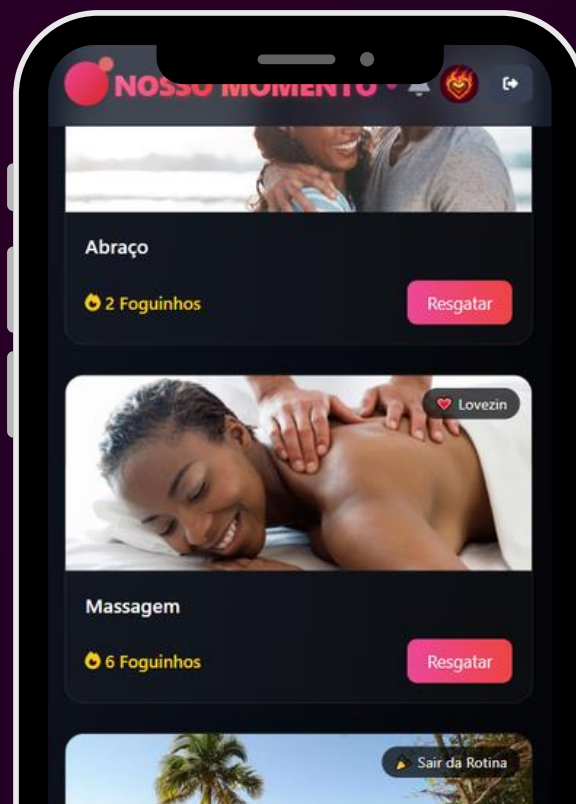 NOSSO MOMENTO
Abraço
2 Foguinhos
Resgatar
Lovezin
Massagem
6 Foguinhos
Resgatar
Sair da Rotina